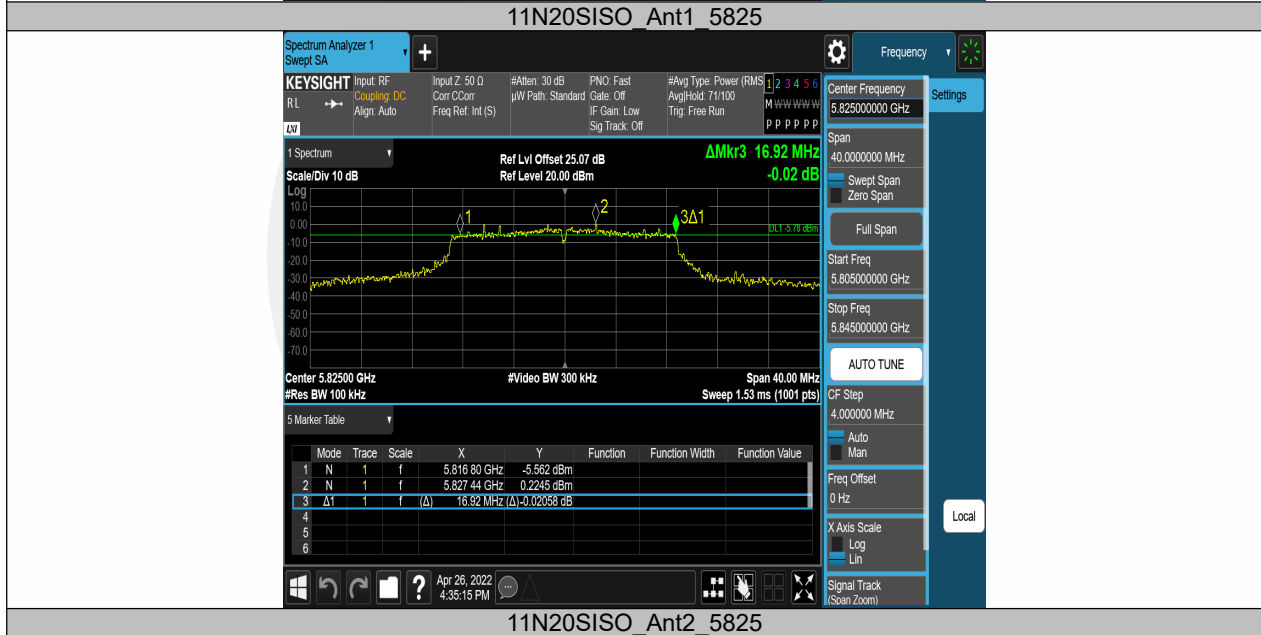 11N20SISO_Ant1_5825
Spectrum Analyzer 1
Swept SA
+
Frequency
KEYSIGHT Input: RF Input Z: 50 Ω #Atten: 30 dB PNO: Fast #Avg Type: Power (RMS 1 2 3 4 5 6
RL Coupling: DC Corr CCorr µW Path: Standard Gate: Off Avg|Hold: 71/100 M W W W W W
Align: Auto Freq Ref: Int (S) IF Gain: Low Trig: Free Run
LXI Sig Track: Off P P P P P P
Center Frequency
5.825000000 GHz
Settings
1 Spectrum
Ref Lvl Offset 25.07 dB
ΔMkr3 16.92 MHz
Scale/Div 10 dB Ref Level 20.00 dBm -0.02 dB
Log
10.0
0.00
-10.0
-20.0
-30.0
-40.0
-50.0
-60.0
-70.0
1
2
3Δ1
DL1 -5.78 dBm
Center 5.82500 GHz #Video BW 300 kHz Span 40.00 MHz
#Res BW 100 kHz Sweep 1.53 ms (1001 pts)
Span
40.0000000 MHz
Swept Span
Zero Span
Full Span
Start Freq
5.805000000 GHz
Stop Freq
5.845000000 GHz
AUTO TUNE
CF Step
4.000000 MHz
Auto
Man
Freq Offset
0 Hz
X Axis Scale
Log
Lin
Signal Track
(Span Zoom)
Local
5 Marker Table
Mode Trace Scale X Y Function Function Width Function Value
1 N 1 f 5.816 80 GHz -5.562 dBm
2 N 1 f 5.827 44 GHz 0.2245 dBm
3 Δ1 1 f (Δ) 16.92 MHz (Δ) -0.02058 dB
4
5
6
?
Apr 26, 2022
4:35:15 PM
11N20SISO_Ant2_5825